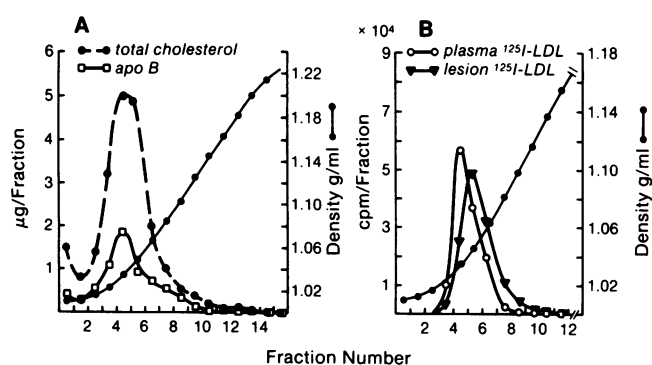 A
total cholesterol
apo B
µg/Fraction
6
5
4
3
2
1
2 4 6 8 10 12 14
1.22
1.18
1.14
1.10
1.06
1.02
Density g/ml
B
× 10⁴
plasma ¹²⁵I-LDL
lesion ¹²⁵I-LDL
cpm/Fraction
9
7
5
3
1
2 4 6 8 10 12
1.18
1.14
1.10
1.06
1.02
Density g/ml
Fraction Number